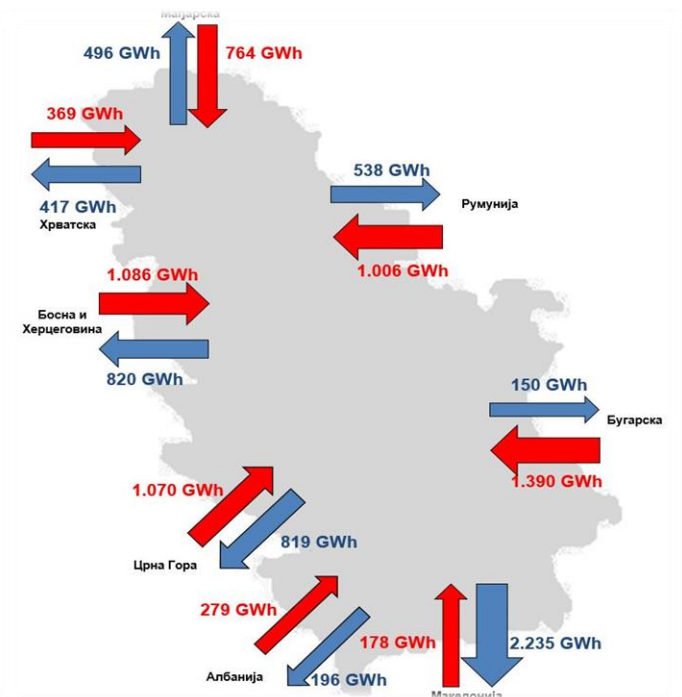 Мађарска
496 GWh
764 GWh
369 GWh
417 GWh
Хрватска
538 GWh
Румунија
1.006 GWh
1.086 GWh
Босна и
Херцеговина
820 GWh
150 GWh
Бугарска
1.390 GWh
1.070 GWh
819 GWh
Црна Гора
279 GWh
178 GWh
2.235 GWh
Албанија
196 GWh
Македонија